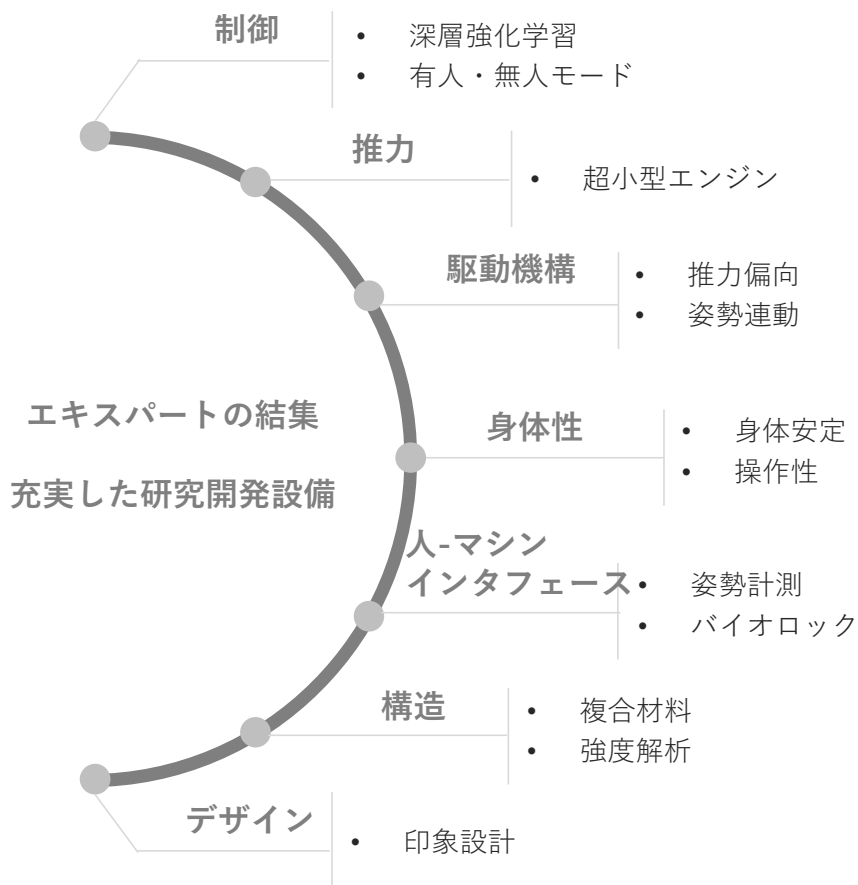 制御
• 深層強化学習
• 有人・無人モード
推力
• 超小型エンジン
駆動機構
• 推力偏向
• 姿勢連動
エキスパートの結集
充実した研究開発設備
身体性
• 身体安定
• 操作性
人-マシン
インタフェース
• 姿勢計測
• バイオロック
構造
• 複合材料
• 強度解析
デザイン
• 印象設計